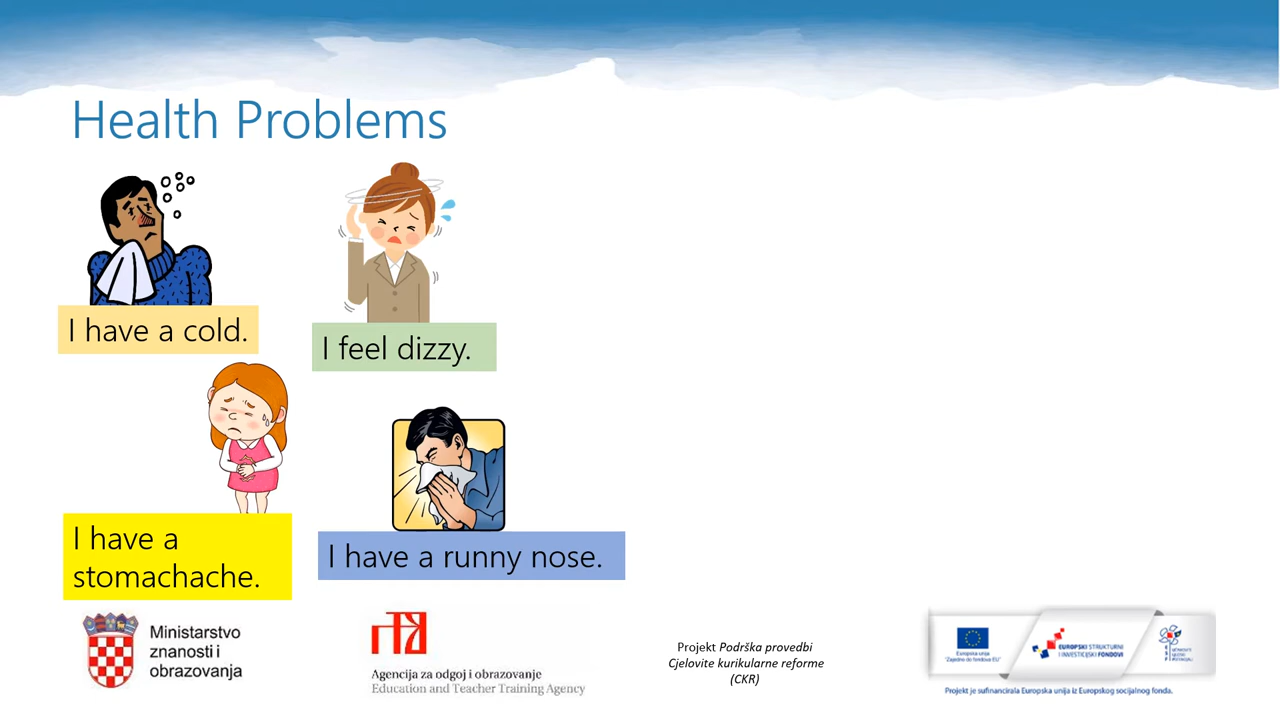 Health Problems
I have a cold.
I feel dizzy.
I have a
stomachache.
I have a runny nose.
Ministarstvo
znanosti i
obrazovanja
Agencija za odgoj i obrazovanje
Education and Teacher Training Agency
Projekt Podrška provedbi
Cjelovite kurikularne reforme
(CKR)
Europska unija
"Zajedno do fondova EU"
EUROPSKI STRUKTURNI
I INVESTICIJSKI FONDOVI
Projekt je sufinancirala Europska unija iz Europskog socijalnog fonda.